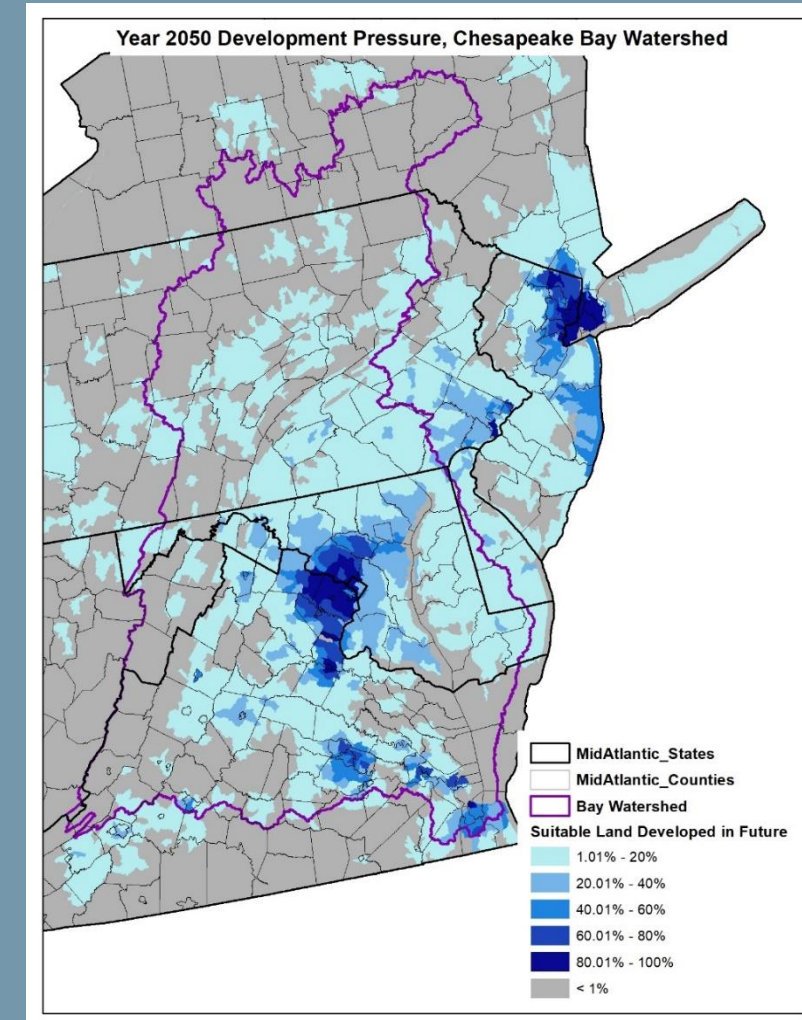 Year 2050 Development Pressure, Chesapeake Bay Watershed
MidAtlantic_States
MidAtlantic_Counties
Bay Watershed
Suitable Land Developed in Future
1.01% - 20%
20.01% - 40%
40.01% - 60%
60.01% - 80%
80.01% - 100%
< 1%